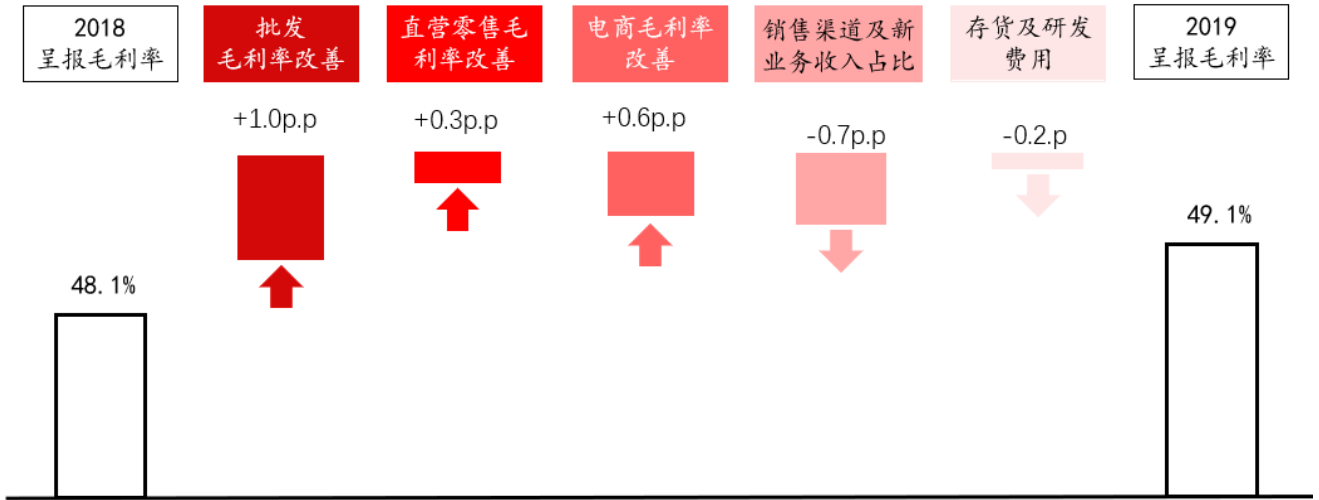 2018
呈报毛利率
批发
毛利率改善
直营零售毛
利率改善
电商毛利率
改善
销售渠道及新
业务收入占比
存货及研发
费用
2019
呈报毛利率
+1.0p.p
+0.3p.p
+0.6p.p
-0.7p.p
-0.2.p
48.1%
49.1%